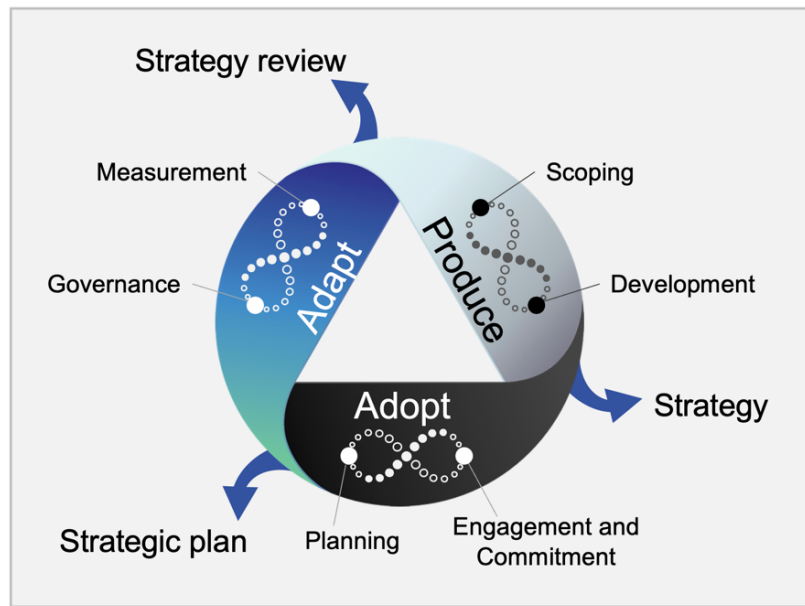 Strategy review
Measurement
Scoping
Governance
Adapt
Produce
Development
Adopt
Strategy
Strategic plan
Planning
Engagement and
Commitment